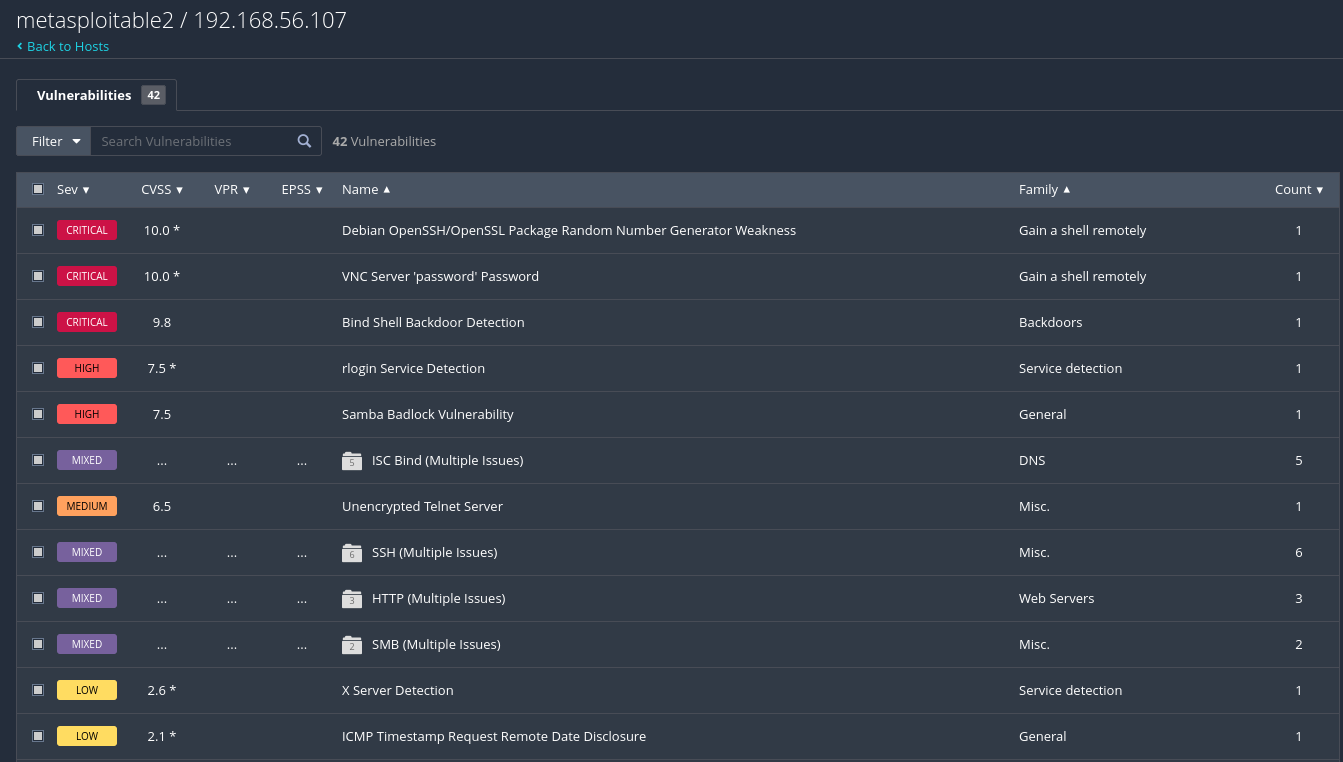 metasploitable2 / 192.168.56.107
Back to Hosts
Vulnerabilities 42
Filter Search Vulnerabilities 42 Vulnerabilities
Sev CVSS VPR EPSS Name Family Count
CRITICAL 10.0 * Debian OpenSSH/OpenSSL Package Random Number Generator Weakness Gain a shell remotely 1
CRITICAL 10.0 * VNC Server 'password' Password Gain a shell remotely 1
CRITICAL 9.8 Bind Shell Backdoor Detection Backdoors 1
HIGH 7.5 * rlogin Service Detection Service detection 1
HIGH 7.5 Samba Badlock Vulnerability General 1
MIXED ... ... ... 5 ISC Bind (Multiple Issues) DNS 5
MEDIUM 6.5 Unencrypted Telnet Server Misc. 1
MIXED ... ... ... 6 SSH (Multiple Issues) Misc. 6
MIXED ... ... ... 3 HTTP (Multiple Issues) Web Servers 3
MIXED ... ... ... 2 SMB (Multiple Issues) Misc. 2
LOW 2.6 * X Server Detection Service detection 1
LOW 2.1 * ICMP Timestamp Request Remote Date Disclosure General 1